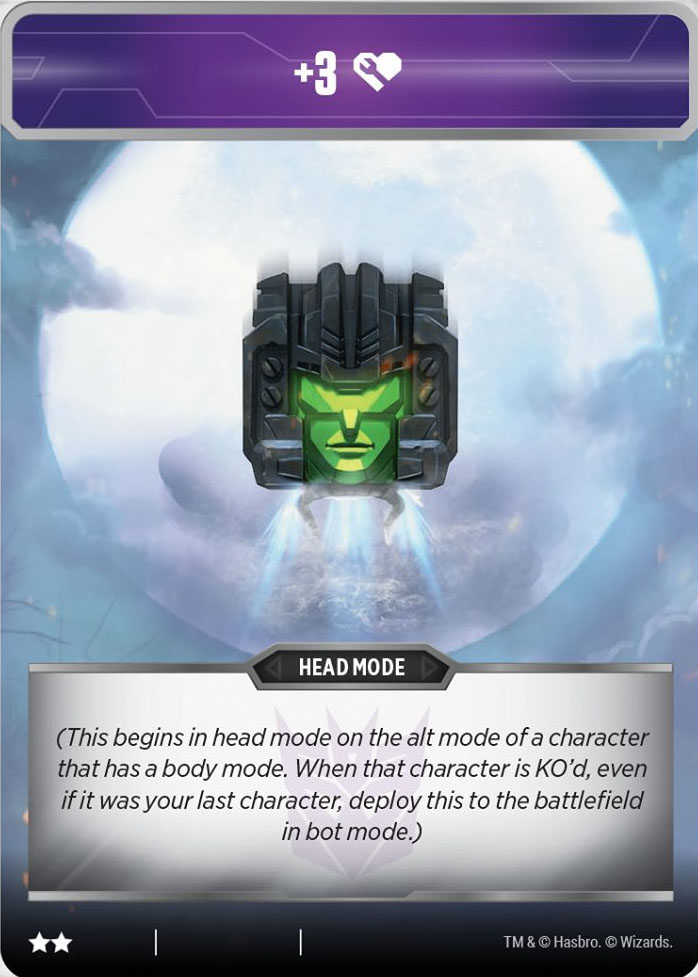 +3
HEAD MODE
(This begins in head mode on the alt mode of a character
that has a body mode. When that character is KO’d, even
if it was your last character, deploy this to the battlefield
in bot mode.)
TM & © Hasbro. © Wizards.